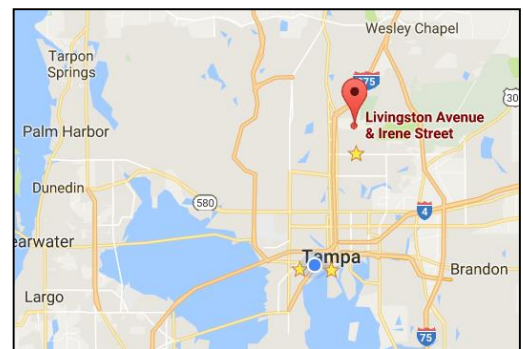 Wesley Chapel
Tarpon
Springs
75
30
Livingston Avenue
& Irene Street
Palm Harbor
Dunedin
580
4
earwater
Tampa
Brandon
Largo
75